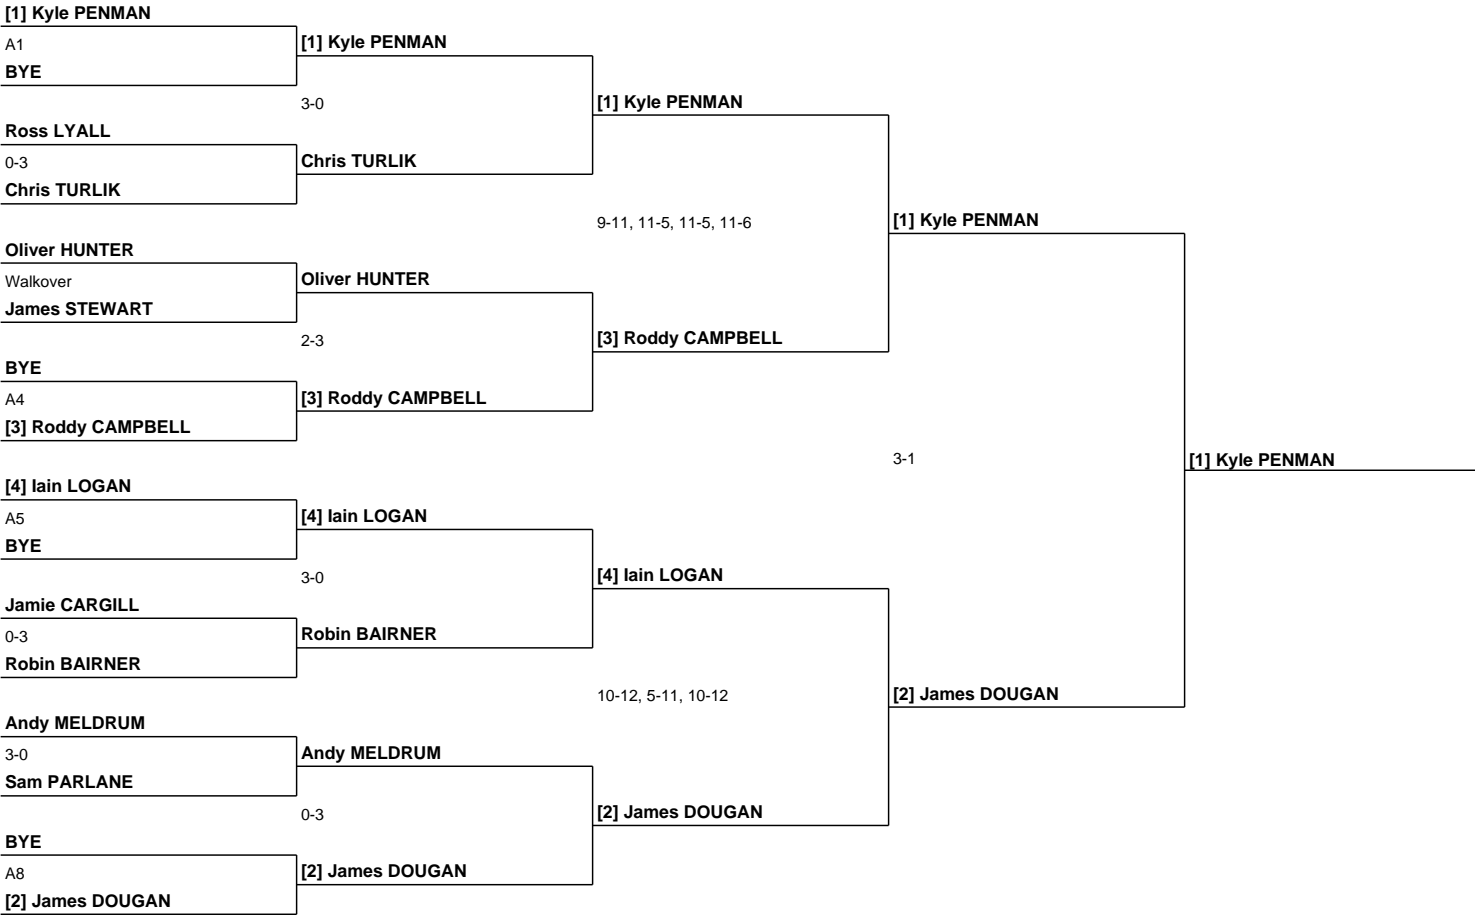 [1] Kyle PENMAN
A1
BYE
Ross LYALL
0-3
Chris TURLIK
Oliver HUNTER
Walkover
James STEWART
BYE
A4
[3] Roddy CAMPBELL
[4] Iain LOGAN
A5
BYE
Jamie CARGILL
0-3
Robin BAIRNER
Andy MELDRUM
3-0
Sam PARLANE
BYE
A8
[2] James DOUGAN
[1] Kyle PENMAN
3-0
Chris TURLIK
Oliver HUNTER
2-3
[3] Roddy CAMPBELL
[4] Iain LOGAN
3-0
Robin BAIRNER
Andy MELDRUM
0-3
[2] James DOUGAN
[1] Kyle PENMAN
9-11, 11-5, 11-5, 11-6
[3] Roddy CAMPBELL
[4] Iain LOGAN
10-12, 5-11, 10-12
[2] James DOUGAN
[1] Kyle PENMAN
3-1
[2] James DOUGAN
[1] Kyle PENMAN